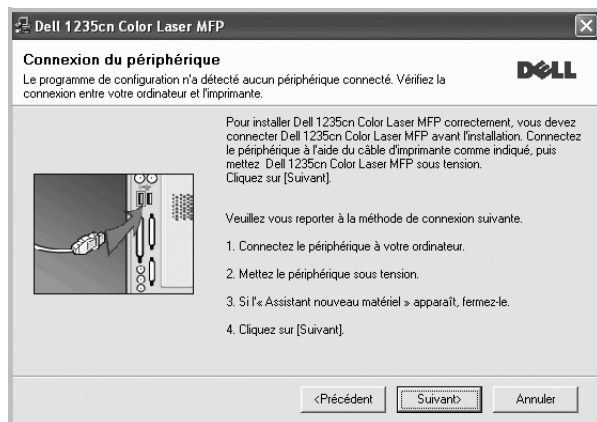 Dell 1235cn Color Laser MFP
Connexion du périphérique
Le programme de configuration n'a détecté aucun périphérique connecté. Vérifiez la
connexion entre votre ordinateur et l'imprimante.
DELL
Pour installer Dell 1235cn Color Laser MFP correctement, vous devez
connecter Dell 1235cn Color Laser MFP avant l'installation. Connectez
le périphérique à l'aide du câble d'imprimante comme indiqué, puis
mettez Dell 1235cn Color Laser MFP sous tension.
Cliquez sur [Suivant].
Veuillez vous reporter à la méthode de connexion suivante.
1. Connectez le périphérique à votre ordinateur.
2. Mettez le périphérique sous tension.
3. Si l'« Assistant nouveau matériel » apparaît, fermez-le.
4. Cliquez sur [Suivant].
<Précédent
Suivant>
Annuler